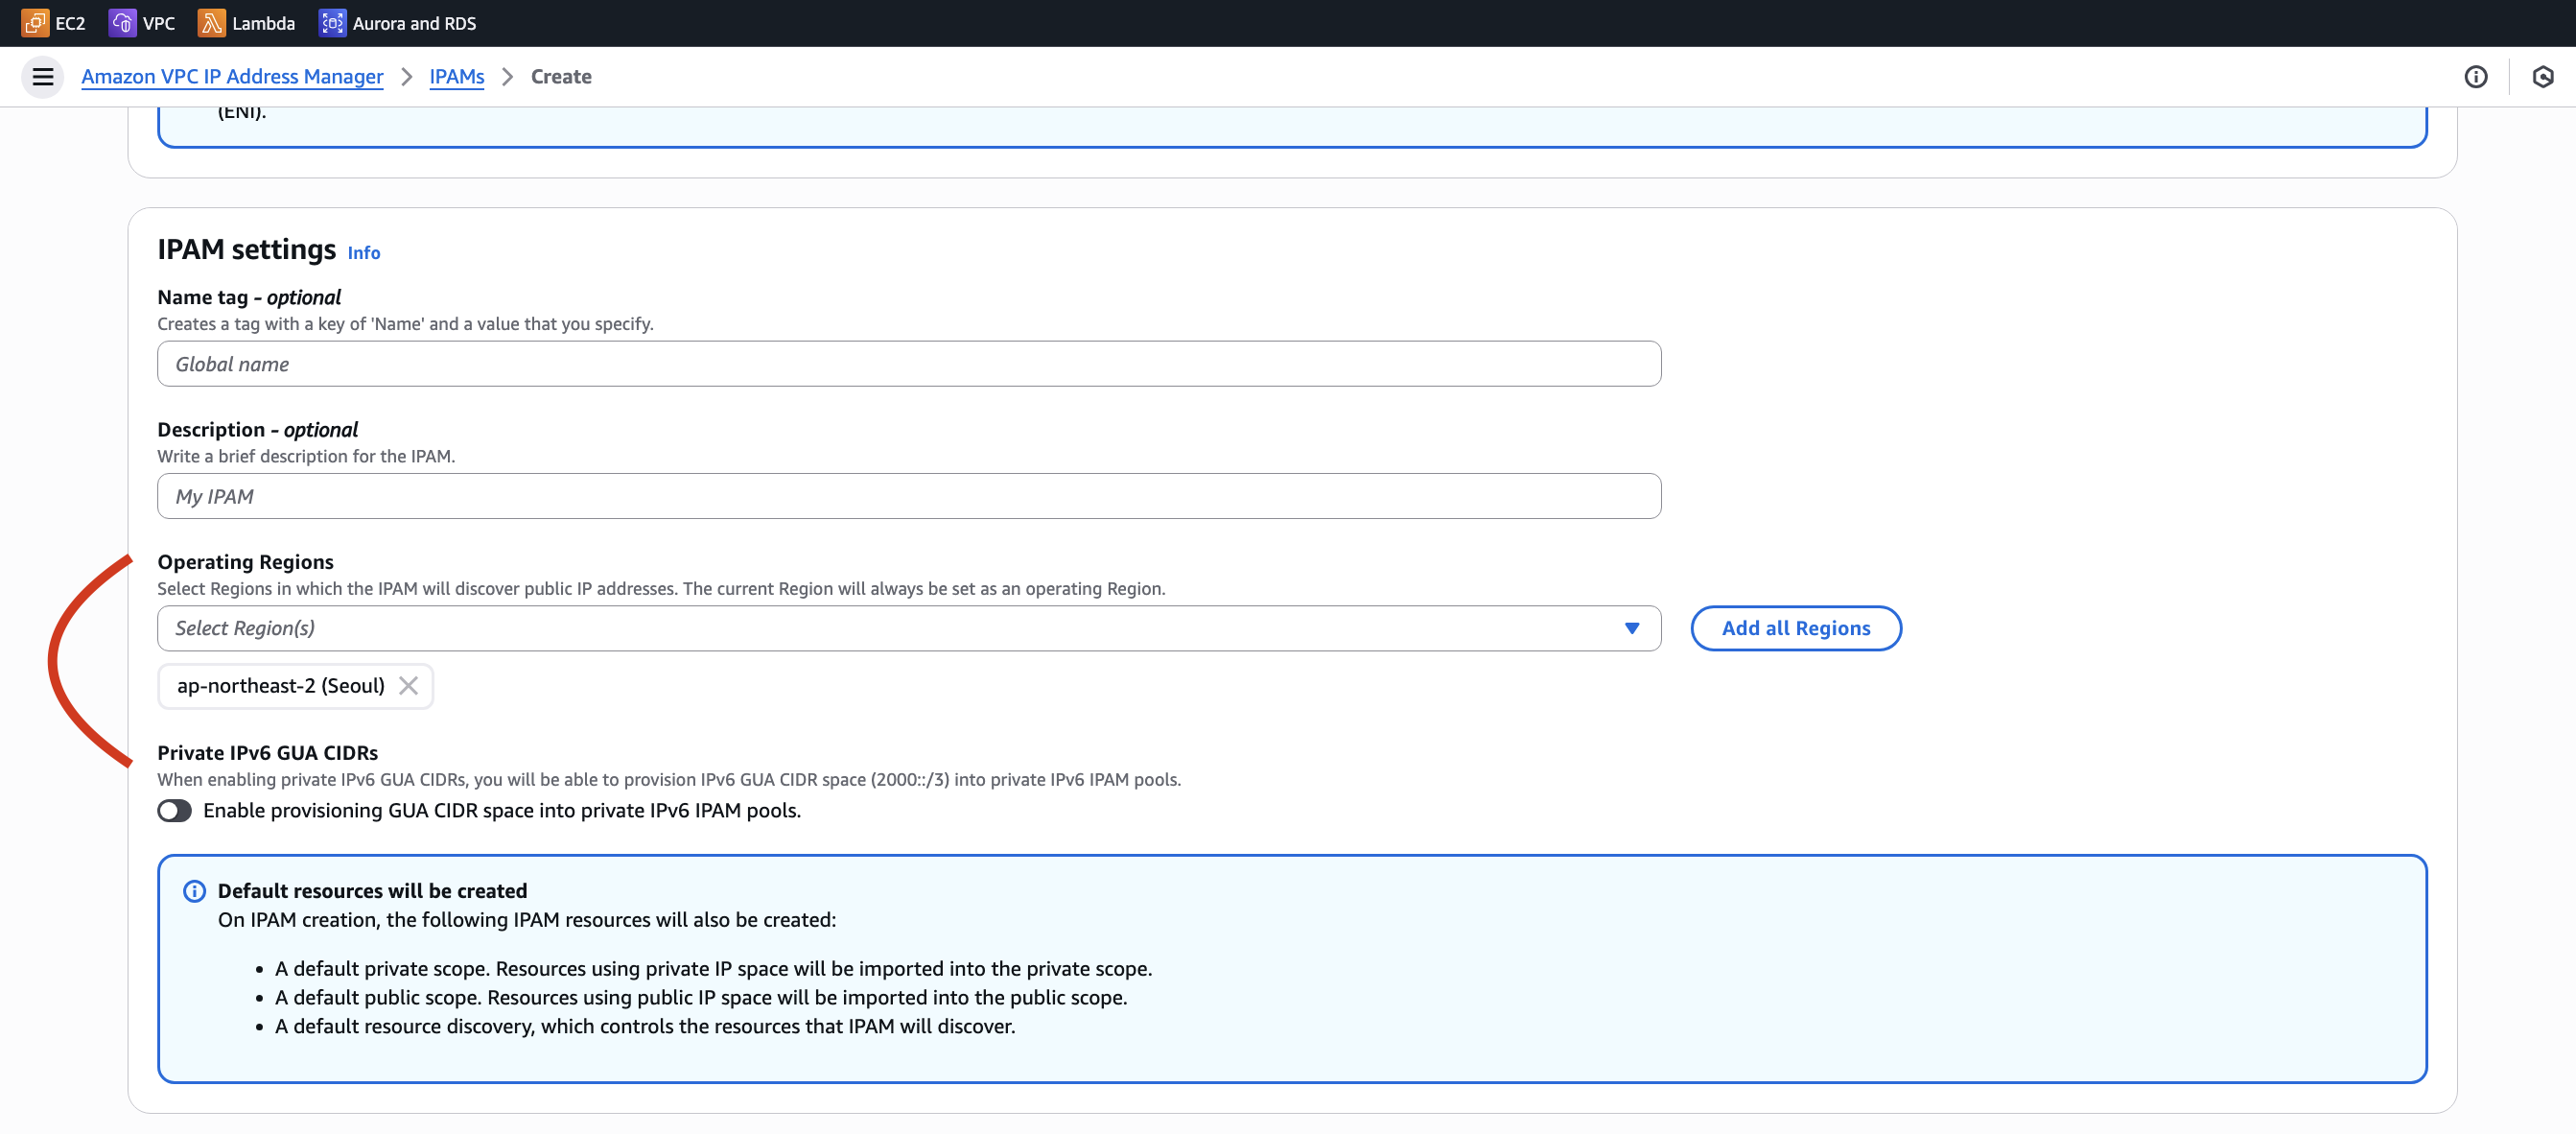 EC2 VPC Lambda Aurora and RDS
Amazon VPC IP Address Manager > IPAMs > Create
(ENI).
IPAM settings Info
Name tag - optional
Creates a tag with a key of 'Name' and a value that you specify.
Global name
Description - optional
Write a brief description for the IPAM.
My IPAM
Operating Regions
Select Regions in which the IPAM will discover public IP addresses. The current Region will always be set as an operating Region.
Select Region(s)
Add all Regions
ap-northeast-2 (Seoul)
Private IPv6 GUA CIDRs
When enabling private IPv6 GUA CIDRs, you will be able to provision IPv6 GUA CIDR space (2000::/3) into private IPv6 IPAM pools.
Enable provisioning GUA CIDR space into private IPv6 IPAM pools.
Default resources will be created
On IPAM creation, the following IPAM resources will also be created:
• A default private scope. Resources using private IP space will be imported into the private scope.
• A default public scope. Resources using public IP space will be imported into the public scope.
• A default resource discovery, which controls the resources that IPAM will discover.